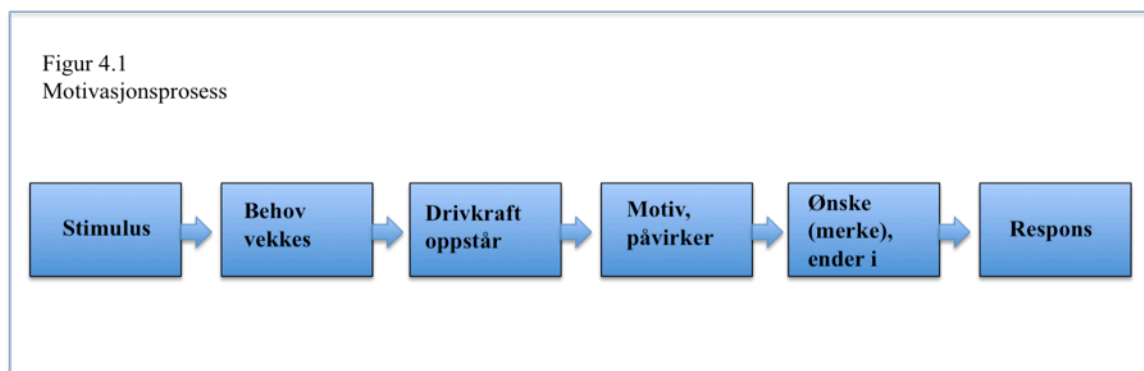 Figur 4.1
Motivasjonsprosess
Stimulus
Behov
vekkes
Drivkraft
oppstår
Motiv,
påvirker
Ønske
(merke),
ender i
Respons